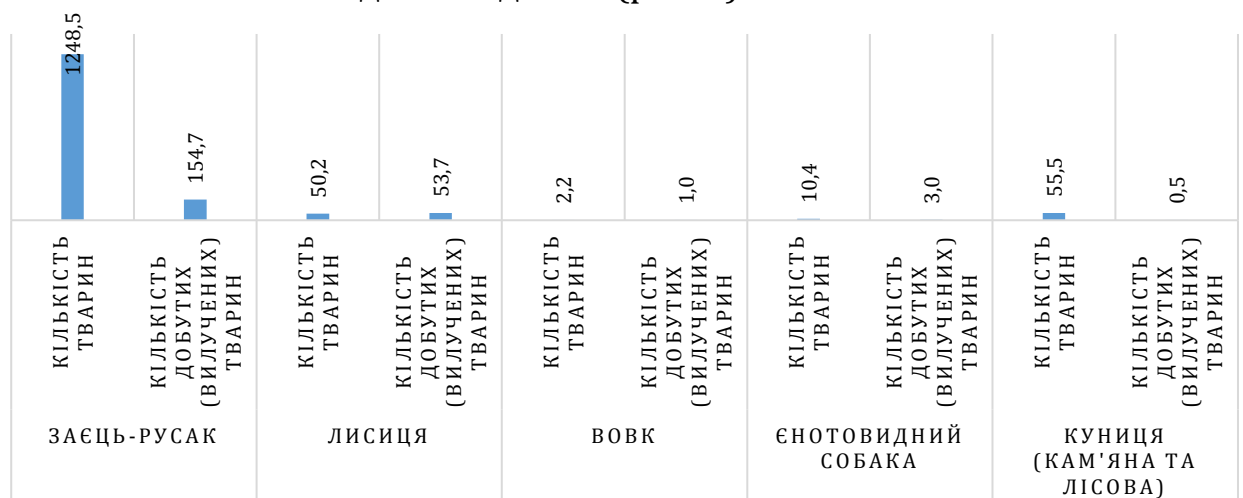 1248,5
154,7
50,2
53,7
2,2
1,0
10,4
3,0
55,5
0,5
КІЛЬКІСТЬ
ТВАРИН
КІЛЬКІСТЬ
ДОБУТИХ
(ВИЛУЧЕНИХ)
ТВАРИН
КІЛЬКІСТЬ
ТВАРИН
КІЛЬКІСТЬ
ДОБУТИХ
(ВИЛУЧЕНИХ)
ТВАРИН
КІЛЬКІСТЬ
ТВАРИН
КІЛЬКІСТЬ
ДОБУТИХ
(ВИЛУЧЕНИХ)
ТВАРИН
КІЛЬКІСТЬ
ТВАРИН
КІЛЬКІСТЬ
ДОБУТИХ
(ВИЛУЧЕНИХ)
ТВАРИН
КІЛЬКІСТЬ
ТВАРИН
КІЛЬКІСТЬ
ДОБУТИХ
(ВИЛУЧЕНИХ)
ТВАРИН
ЗАЄЦЬ-РУСАК
ЛИСИЦЯ
ВОВК
ЄНОТОВИДНИЙ
СОБАКА
КУНИЦЯ
(КАМ'ЯНА ТА
ЛІСОВА)